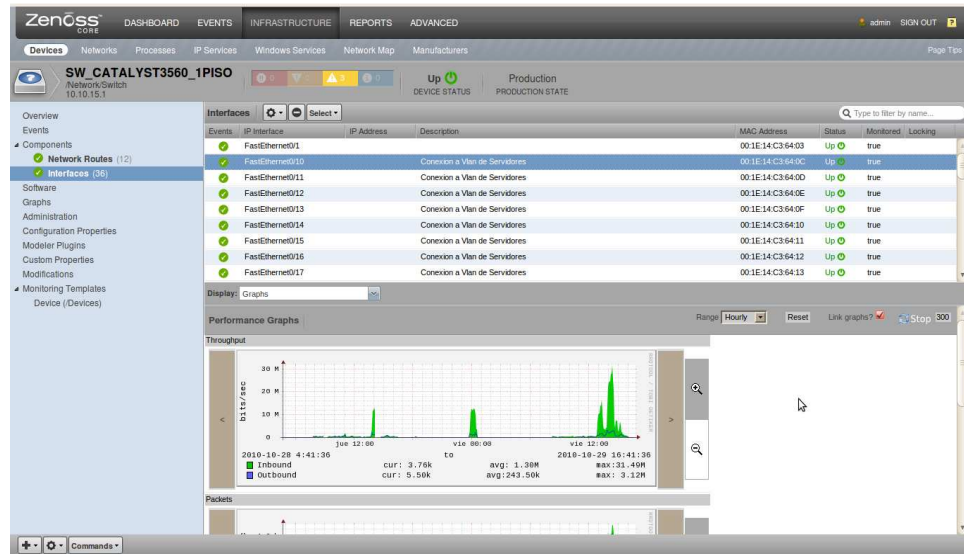 Zenoss CORE DASHBOARD EVENTS INFRASTRUCTURE REPORTS ADVANCED admin SIGN OUT ?
Devices Networks Processes IP Services Windows Services Network Map Manufacturers Page Tips
SW_CATALYST3560_1PISO
/Network/Switch
10.10.15.1
0 3 0
Up
DEVICE STATUS
Production
PRODUCTION STATE
Overview
Events
Components
Network Routes (12)
Interfaces (36)
Software
Graphs
Administration
Configuration Properties
Modeler Plugins
Custom Properties
Modifications
Monitoring Templates
Device (/Devices)
Interfaces Select Type to filter by name...
Events IP Interface IP Address Description MAC Address Status Monitored Locking
FastEthernet0/1 00:1E:14:C3:64:03 Up true
FastEthernet0/10 Conexion a Vlan de Servidores 00:1E:14:C3:64:0C Up true
FastEthernet0/11 Conexion a Vlan de Servidores 00:1E:14:C3:64:0D Up true
FastEthernet0/12 Conexion a Vlan de Servidores 00:1E:14:C3:64:0E Up true
FastEthernet0/13 Conexion a Vlan de Servidores 00:1E:14:C3:64:0F Up true
FastEthernet0/14 Conexion a Vlan de Servidores 00:1E:14:C3:64:10 Up true
FastEthernet0/15 Conexion a Vlan de Servidores 00:1E:14:C3:64:11 Up true
FastEthernet0/16 Conexion a Vlan de Servidores 00:1E:14:C3:64:12 Up true
FastEthernet0/17 Conexion a Vlan de Servidores 00:1E:14:C3:64:13 Up true
Display: Graphs
Performance Graphs Range Hourly Reset Link graphs? Stop 300
Throughput
bits/sec
30 M
20 M
10 M
0
jue 12:00 vie 00:00 vie 12:00
2010-10-28 4:41:36 to 2010-10-29 16:41:36
Inbound cur: 3.76k avg: 1.30M max:31.49M
Outbound cur: 5.50k avg:243.50k max: 3.12M
< >
Packets
Commands